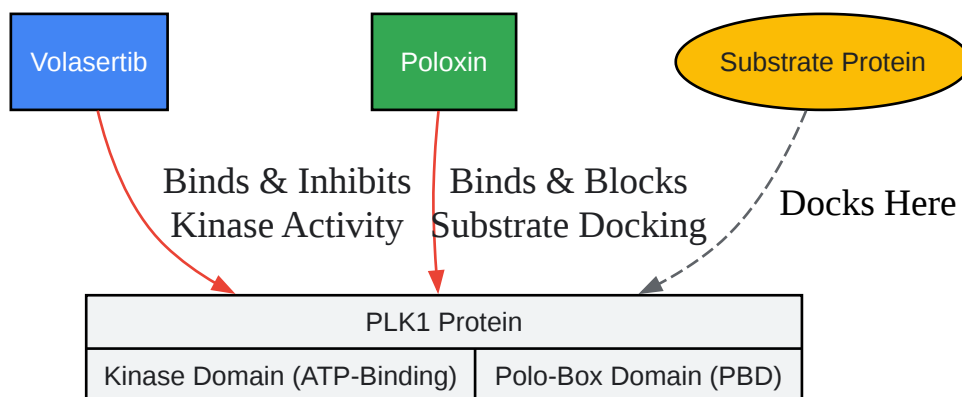 Volasertib
Poloxin
Substrate Protein
Binds & Inhibits
Kinase Activity
Binds & Blocks
Substrate Docking
Docks Here
PLK1 Protein
Kinase Domain (ATP-Binding)
Polo-Box Domain (PBD)